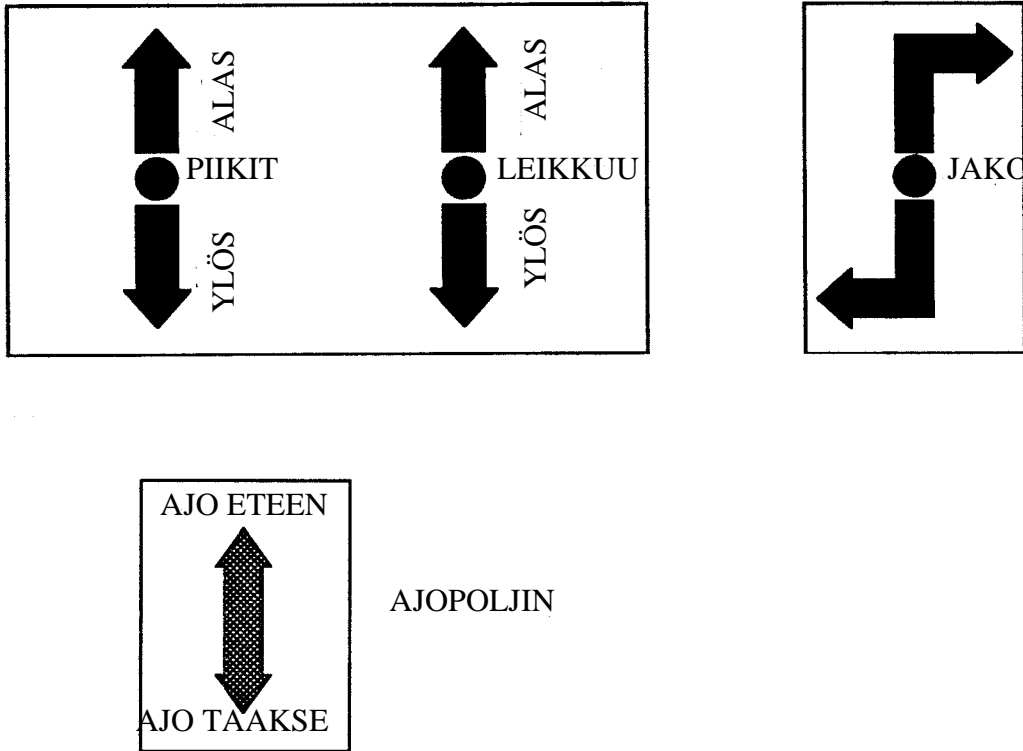 ALAS
PIIKIT
YLÖS
ALAS
LEIKKUU
YLÖS
JAKO
AJO ETEEN
AJO TAAKSE
AJOPOLJIN